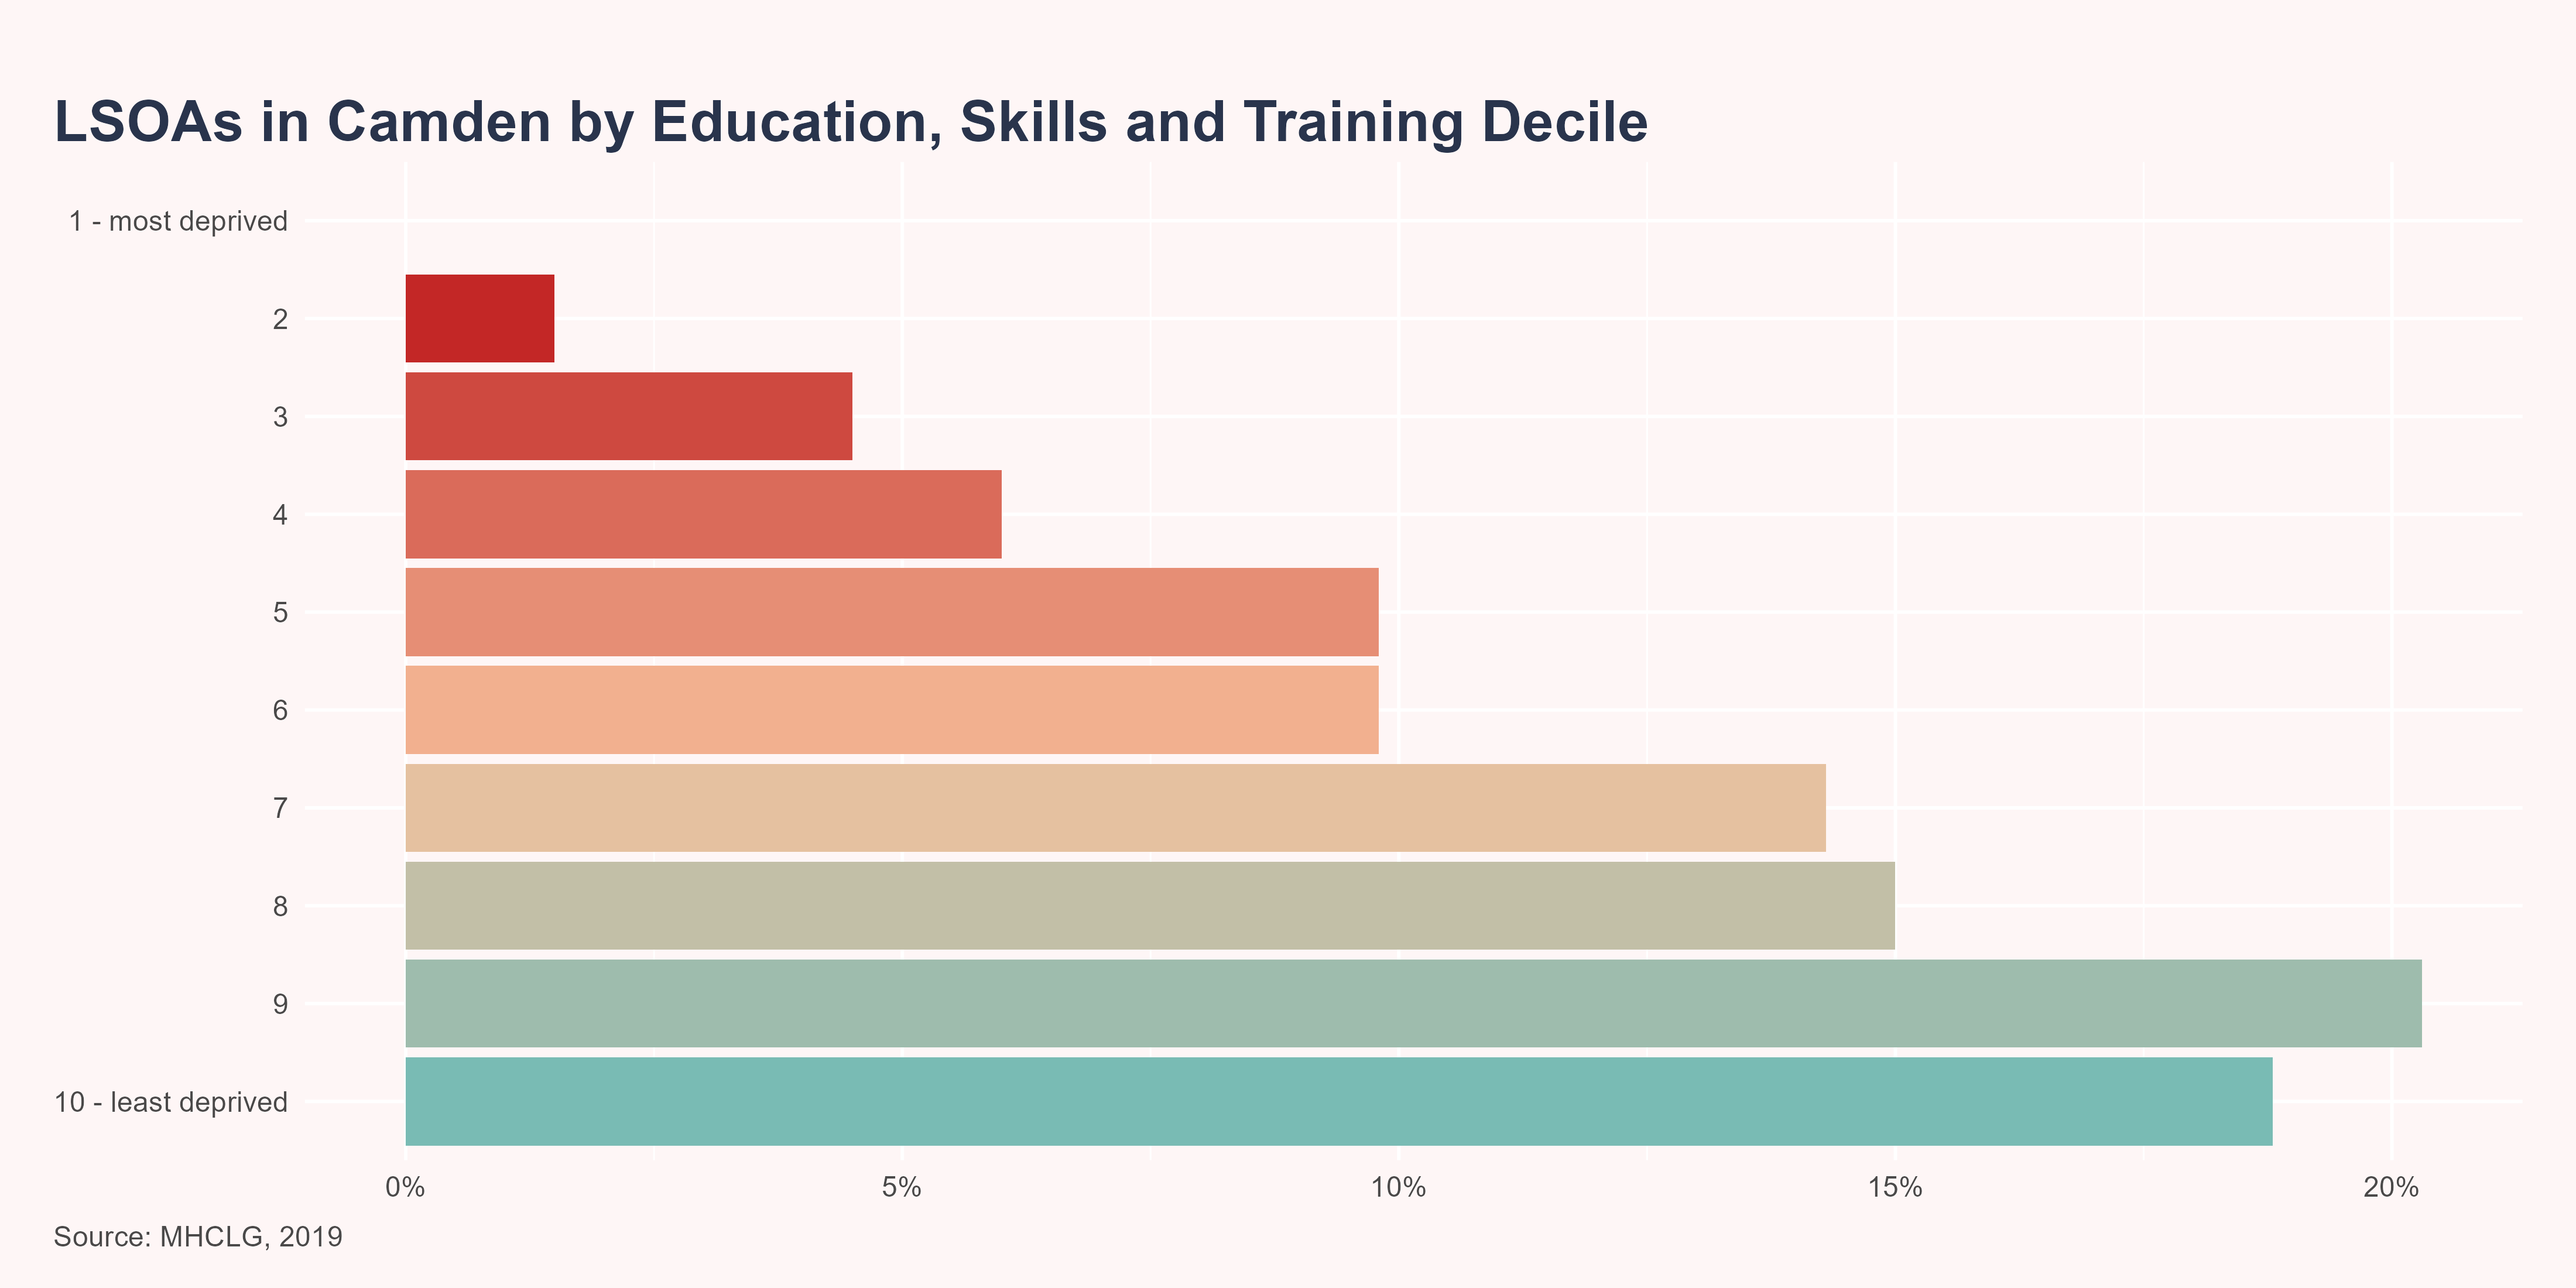 LSOAs in Camden by Education, Skills and Training Decile
1 - most deprived
2
3
4
5
6
7
8
9
10 - least deprived
0% 5% 10% 15% 20%
Source: MHCLG, 2019